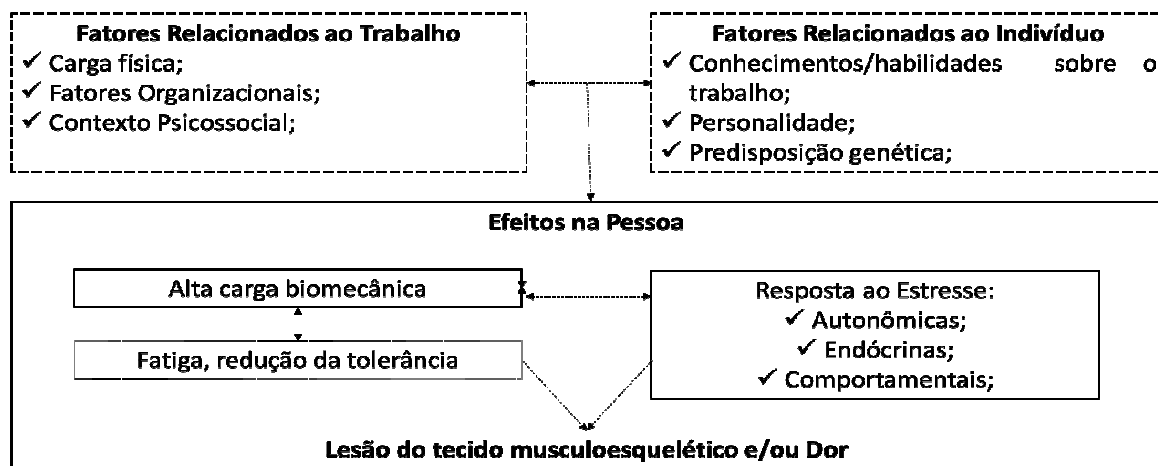 Fatores Relacionados ao Trabalho
✓ Carga física;
✓ Fatores Organizacionais;
✓ Contexto Psicossocial;
Fatores Relacionados ao Indivíduo
✓ Conhecimentos/habilidades sobre o
trabalho;
✓ Personalidade;
✓ Predisposição genética;
Efeitos na Pessoa
Alta carga biomecânica
Fatiga, redução da tolerância
Resposta ao Estresse:
✓ Autonômicas;
✓ Endócrinas;
✓ Comportamentais;
Lesão do tecido musculoesquelético e/ou Dor